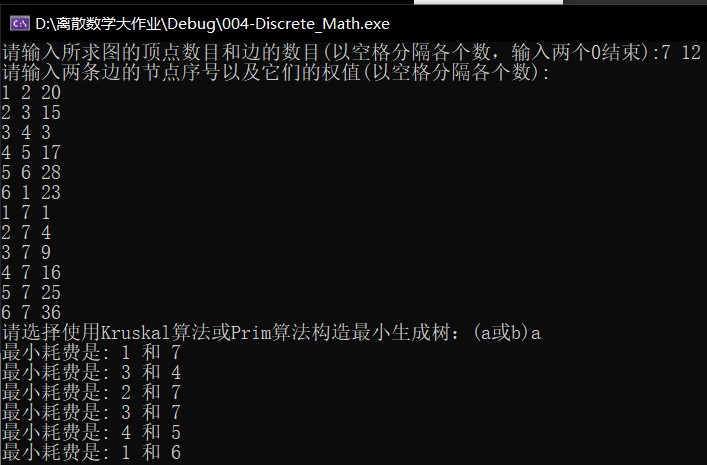 D:\离散数学大作业\Debug\004-Discrete_Math.exe
请输入所求图的顶点数目和边的数目(以空格分隔各个数，输入两个0结束):7 12
请输入两条边的节点序号以及它们的权值(以空格分隔各个数):
1 2 20
2 3 15
3 4 3
4 5 17
5 6 28
6 1 23
1 7 1
2 7 4
3 7 9
4 7 16
5 7 25
6 7 36
请选择使用Kruskal算法或Prim算法构造最小生成树：(a或b)a
最小耗费是: 1 和 7
最小耗费是: 3 和 4
最小耗费是: 2 和 7
最小耗费是: 3 和 7
最小耗费是: 4 和 5
最小耗费是: 1 和 6